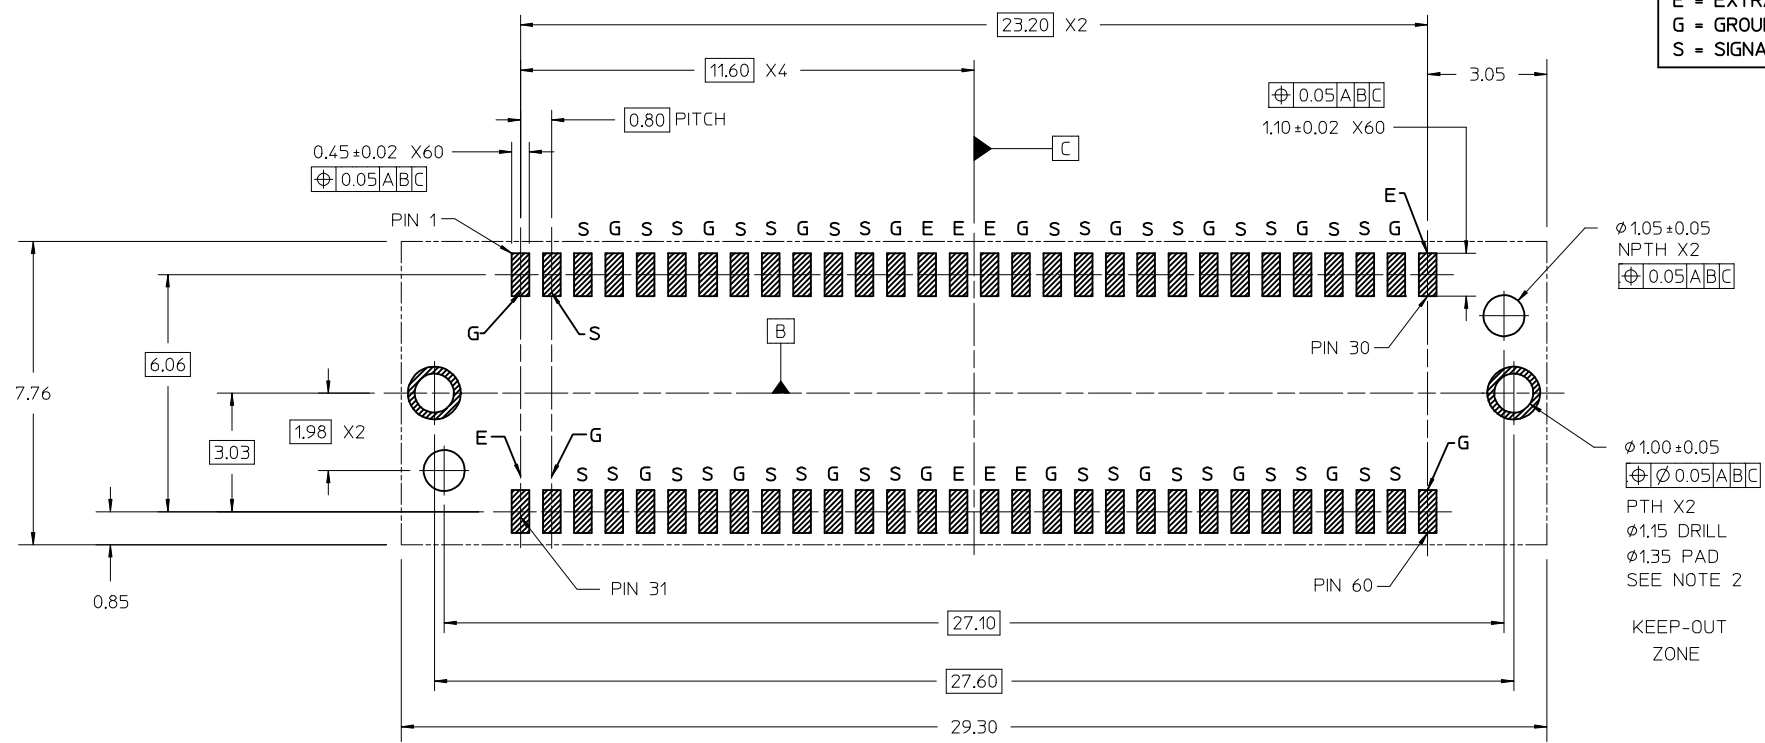 E = EXTRA
G = GROU
S = SIGNA
23.20 X2
11.60 X4
3.05
⌖ 0.05 A B C
0.80 PITCH
1.10±0.02 X60
0.45±0.02 X60
C
⌖ 0.05 A B C
E
PIN 1
S G S S G S S G S S G E E E G S S G S S G S S G S S G
⌀1.05±0.05
NPTH X2
⌖ 0.05 A B C
G
S
B
PIN 30
6.06
7.76
1.98 X2
3.03
E
G
G
⌀1.00±0.05
⌖ ⌀ 0.05 A B C
S S G S S G S S G S S G E E E G S S G S S G S S G S S
PTH X2
⌀1.15 DRILL
⌀1.35 PAD
SEE NOTE 2
PIN 31
PIN 60
0.85
27.10
KEEP-OUT
ZONE
27.60
29.30